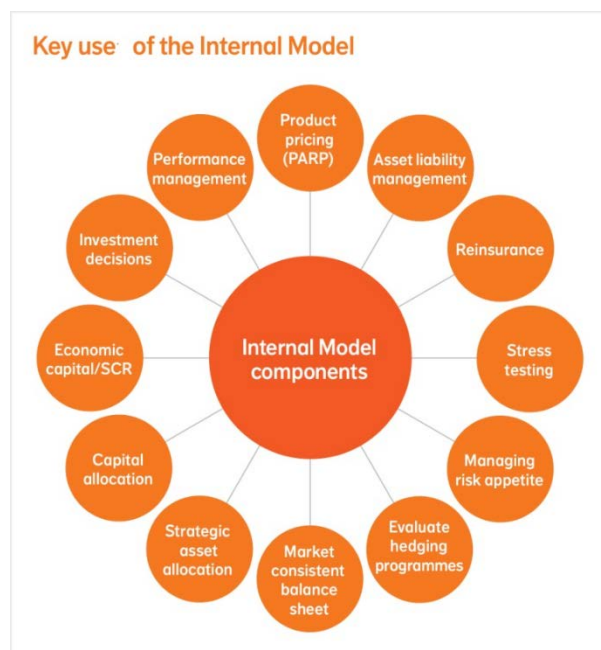 Key use of the Internal Model
Product
pricing
(PARP)
Asset liability
management
Reinsurance
Stress
testing
Managing
risk appetite
Evaluate
hedging
programmes
Market
consistent
balance
sheet
Strategic
asset
allocation
Capital
allocation
Economic
capital/SCR
Investment
decisions
Performance
management
Internal Model
components